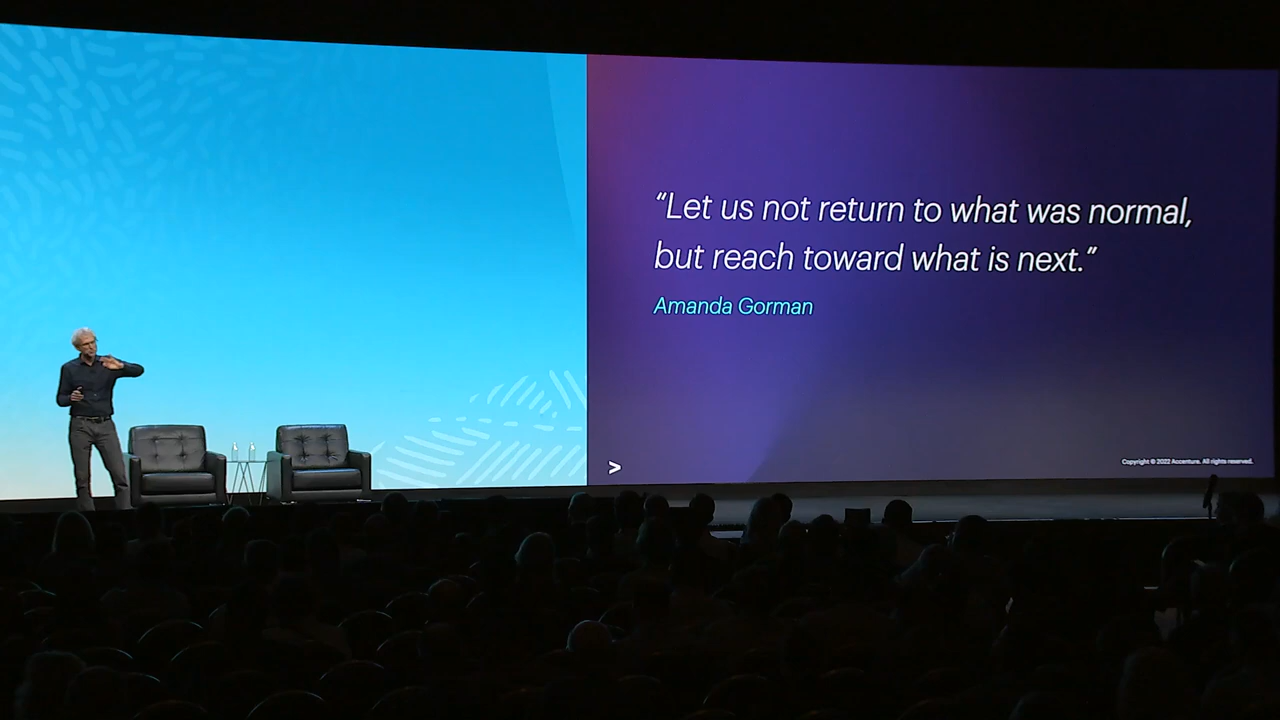 “Let us not return to what was normal,
but reach toward what is next.”
Amanda Gorman
>
Copyright © 2022 Accenture. All rights reserved.